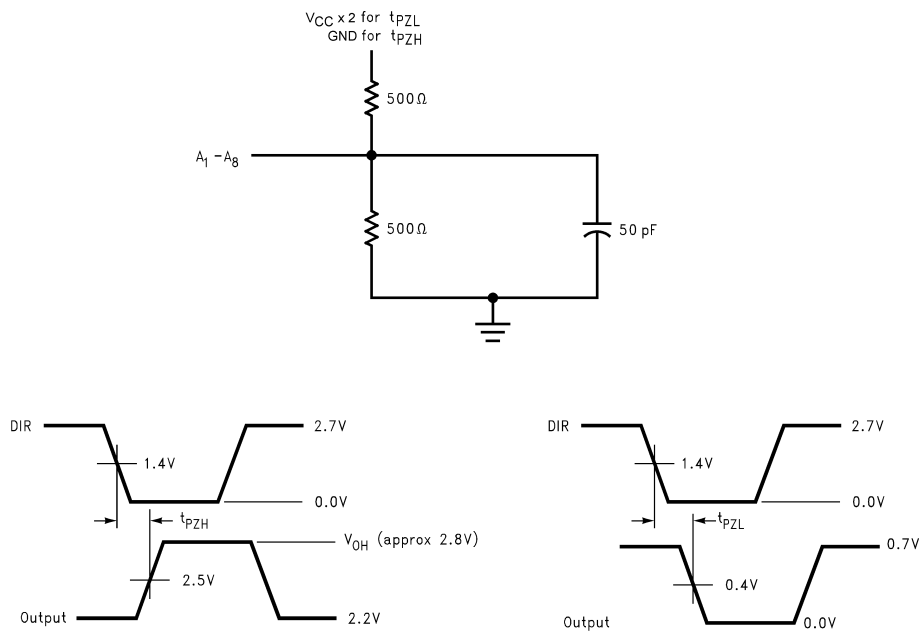 VCC x 2 for tPZL
GND for tPZH
500Ω
A1 – A8
500Ω
50 pF
DIR
2.7V
1.4V
0.0V
tPZH
VOH (approx 2.8V)
2.5V
Output
2.2V
DIR
2.7V
1.4V
0.0V
tPZL
0.7V
0.4V
Output
0.0V